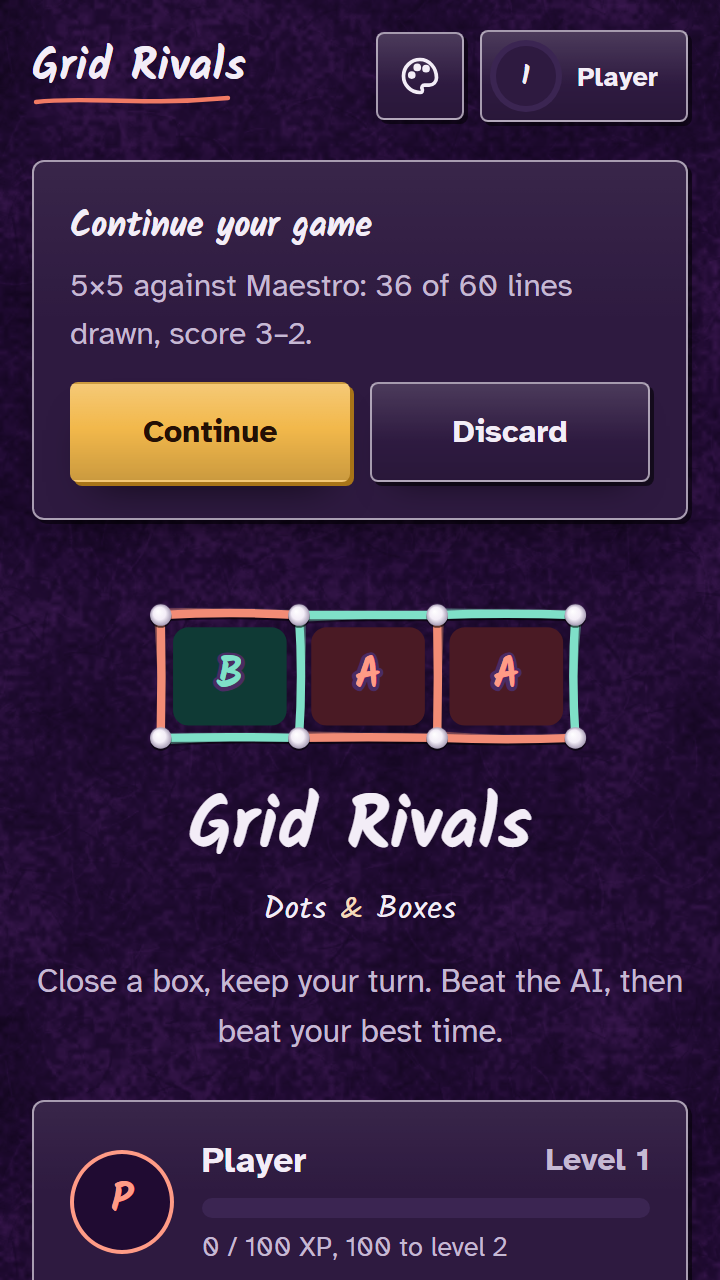 Grid Rivals
1
Player
Continue your game
5×5 against Maestro: 36 of 60 lines
drawn, score 3–2.
Continue
Discard
B
A
A
Grid Rivals
Dots & Boxes
Close a box, keep your turn. Beat the AI, then
beat your best time.
P
Player
Level 1
0 / 100 XP, 100 to level 2